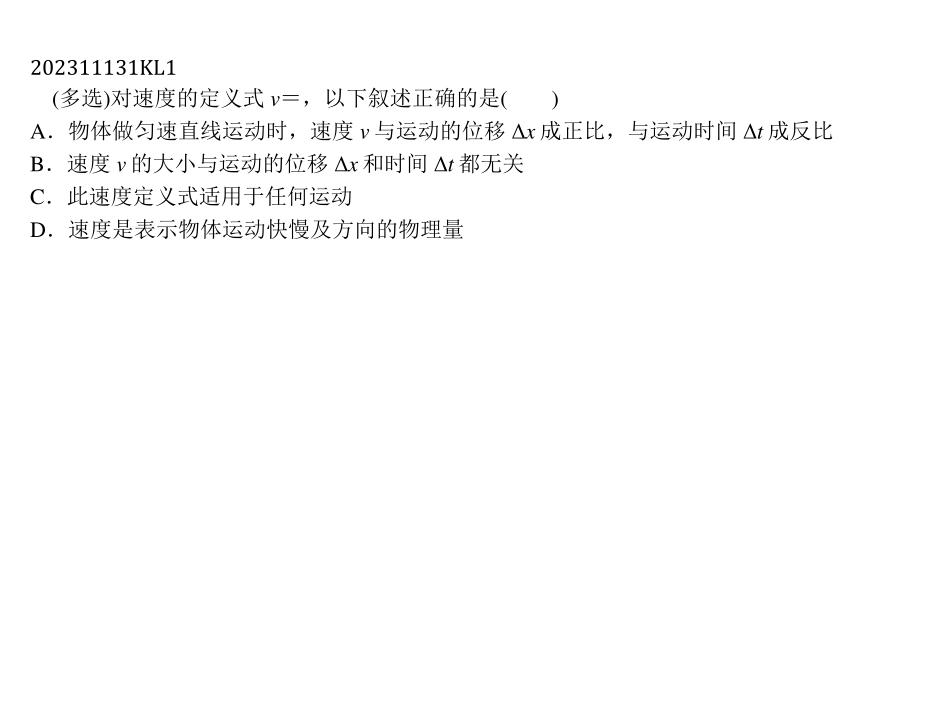 202311131KL1
(多选)对速度的定义式 v＝，以下叙述正确的是(　　)
A．物体做匀速直线运动时，速度 v 与运动的位移 Δx 成正比，与运动时间 Δt 成反比
B．速度 v 的大小与运动的位移 Δx 和时间 Δt 都无关
C．此速度定义式适用于任何运动
D．速度是表示物体运动快慢及方向的物理量